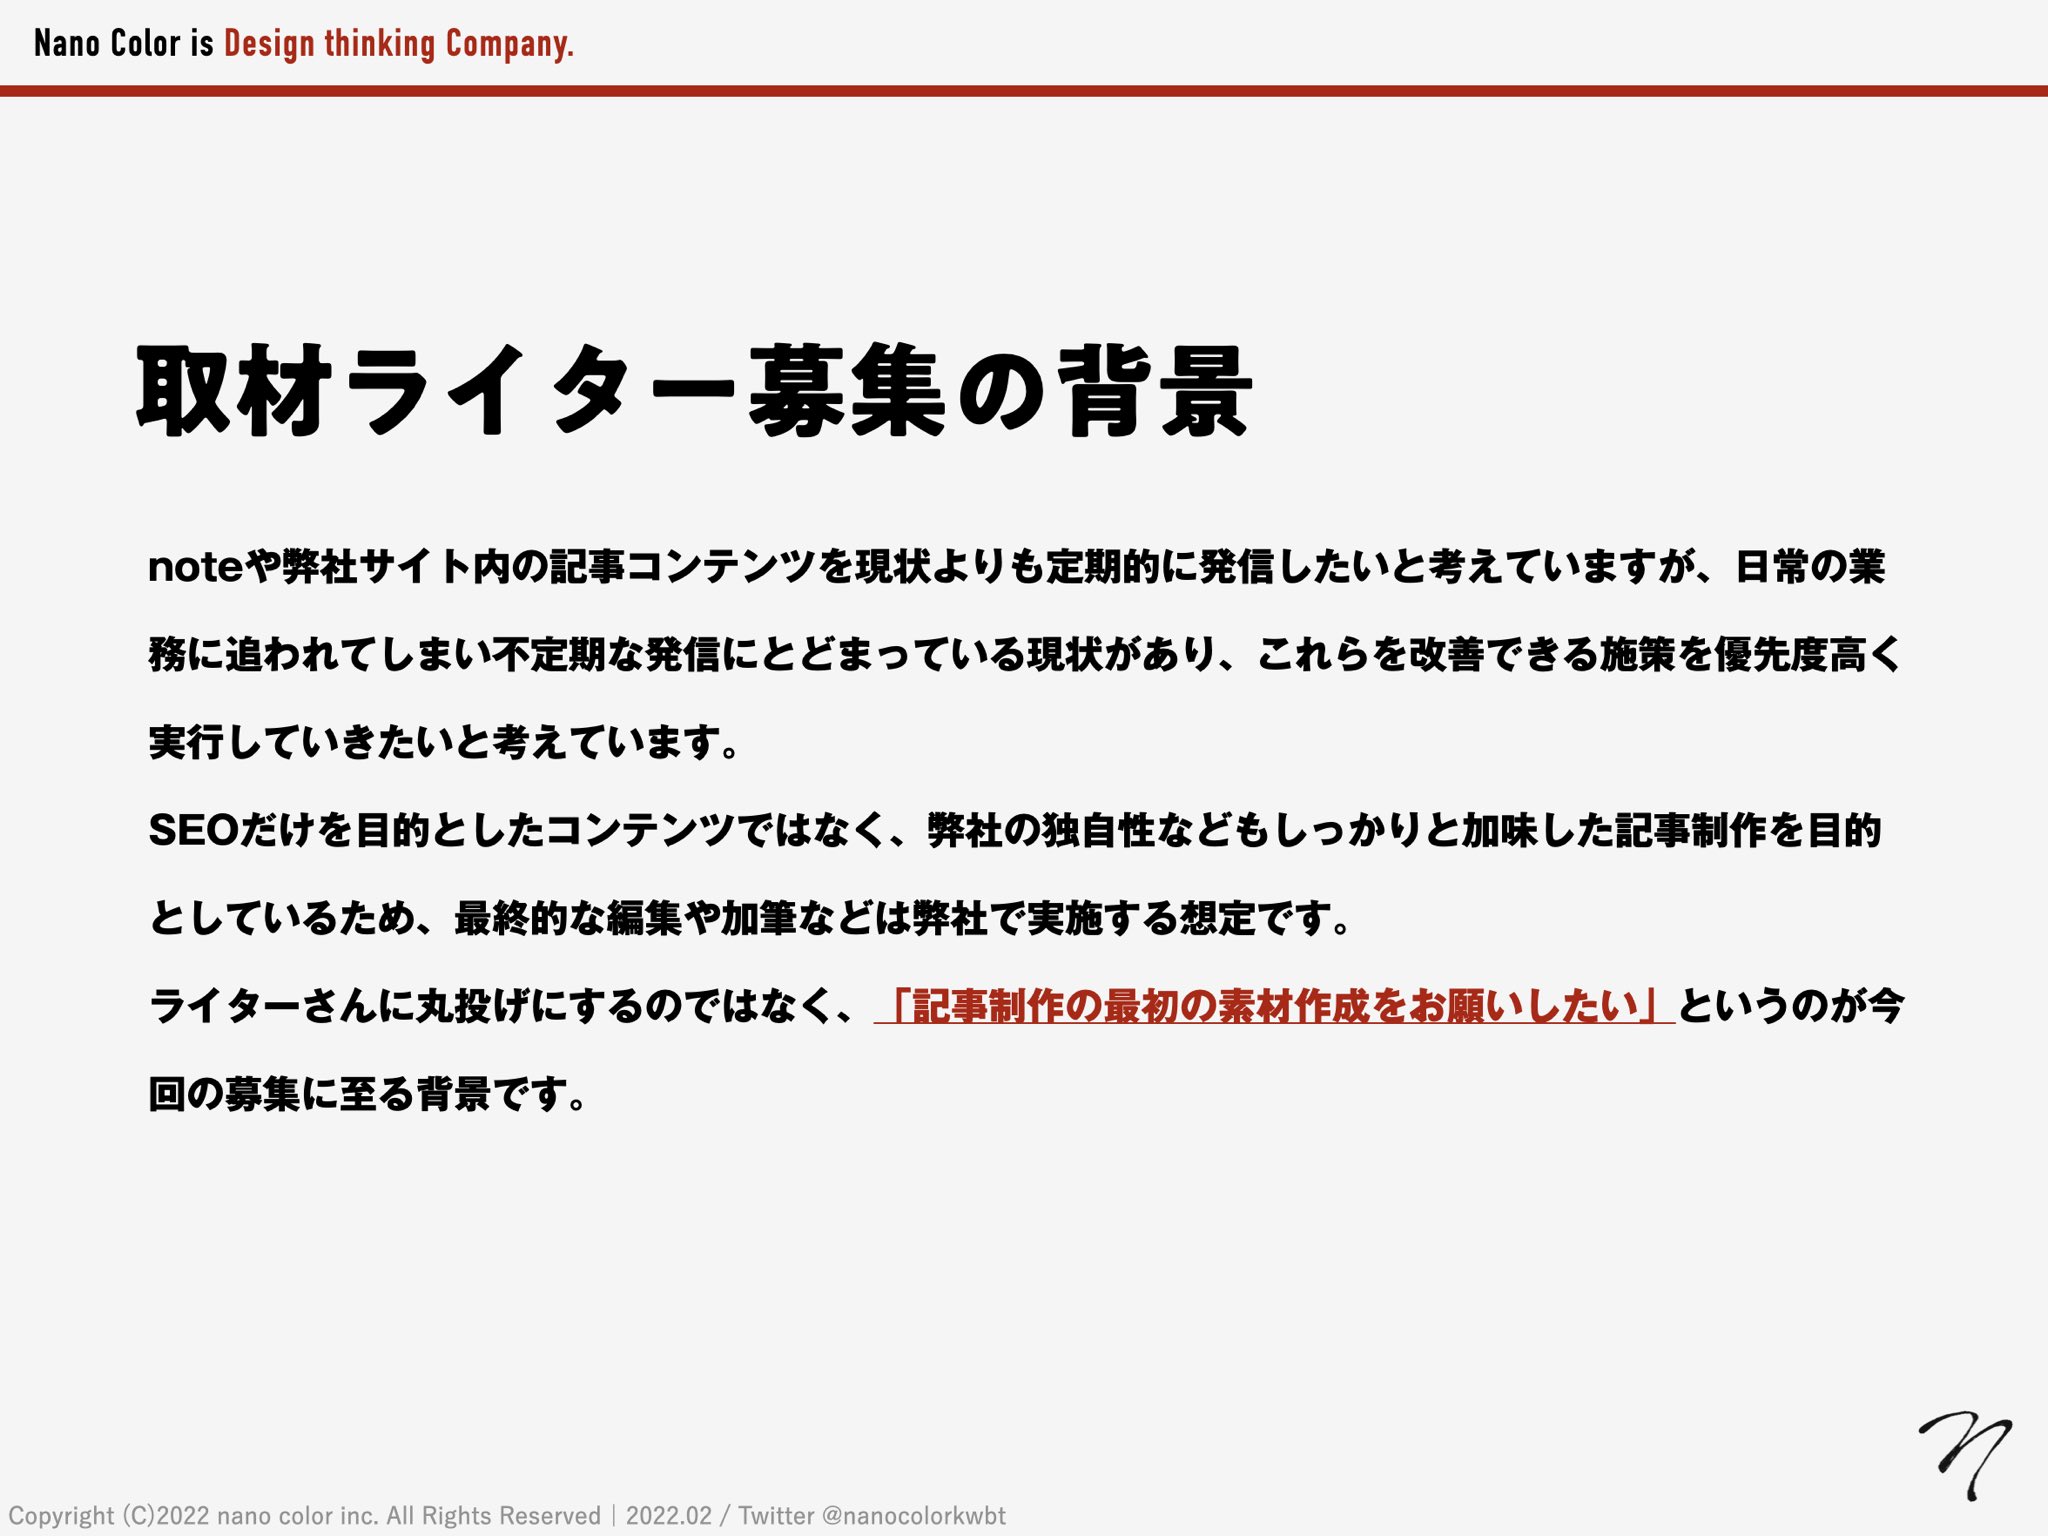 Nano Color is Design thinking Company.
取材ライター募集の背景
noteや弊社サイト内の記事コンテンツを現状よりも定期的に発信したいと考えていますが、日常の業
務に追われてしまい不定期な発信にとどまっている現状があり、これらを改善できる施策を優先度高く
実行していきたいと考えています。
SEOだけを目的としたコンテンツではなく、弊社の独自性などもしっかりと加味した記事制作を目的
としているため、最終的な編集や加筆などは弊社で実施する想定です。
ライターさんに丸投げにするのではなく、「記事制作の最初の素材作成をお願いしたい」というのが今
回の募集に至る背景です。
n
Copyright (C)2022 nano color inc. All Rights Reserved｜2022.02 / Twitter @nanocolorkwbt